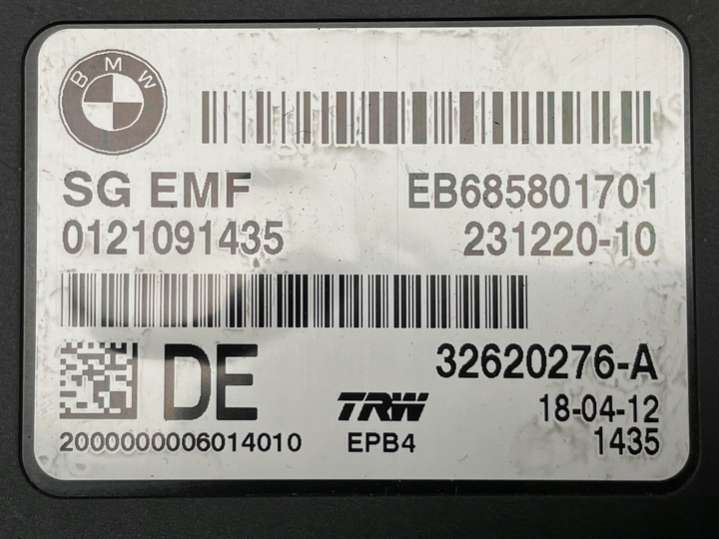 BMW
SG EMF EB685801701
0121091435 231220-10
DE 32620276-A
TRW 18-04-12
2000000006014010 EPB4 1435